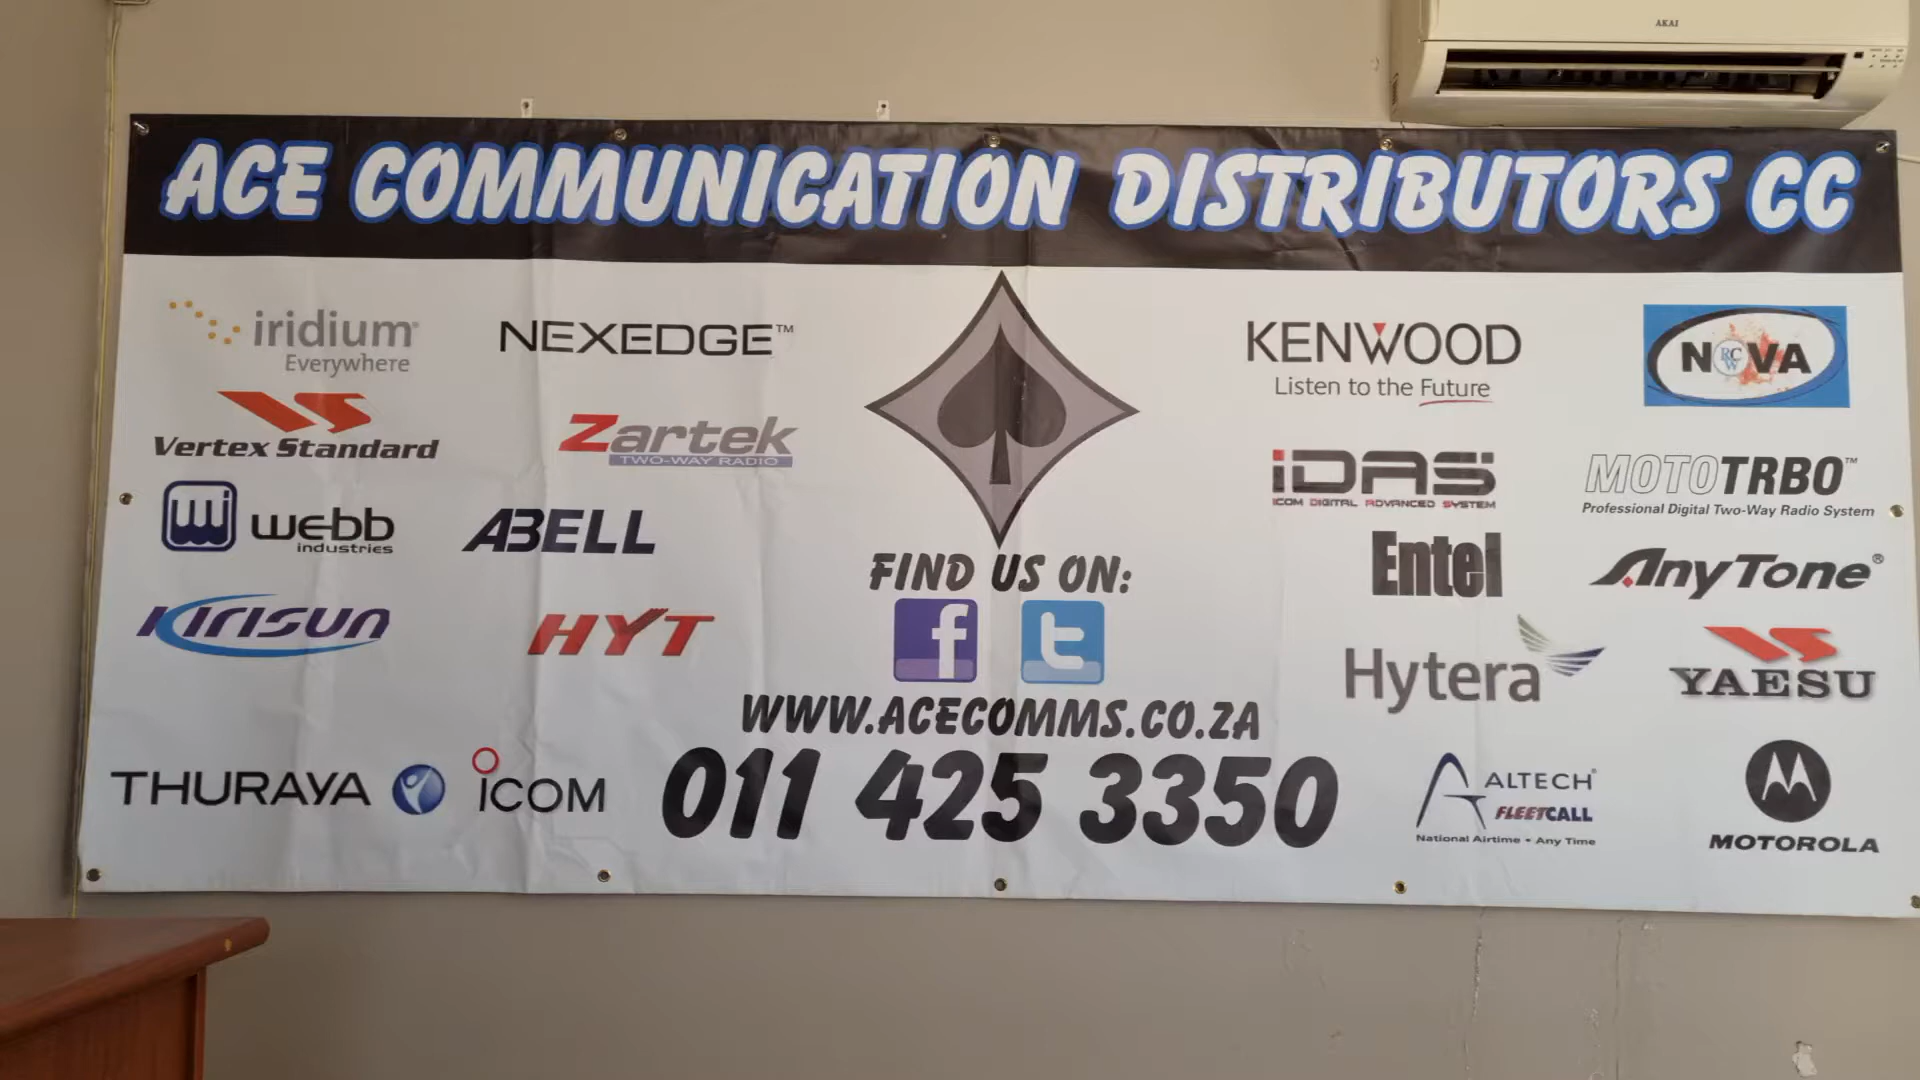 AKAI
ACE COMMUNICATION DISTRIBUTORS CC
iridium
Everywhere
NEXEDGE™
KENWOOD
Listen to the Future
NOVA
RCW
Vertex Standard
Zartek
TWO-WAY RADIO
iDAS
ICOM DIGITAL ADVANCED SYSTEM
MOTOTRBO™
Professional Digital Two-Way Radio System
webb
industries
ABELL
FIND US ON:
Entel
AnyTone®
Kirisun
HYT
f
t
Hytera
YAESU
WWW.ACECOMMS.CO.ZA
THURAYA
ICOM
011 425 3350
ALTECH
FLEETCALL
National Airtime • Any Time
MOTOROLA